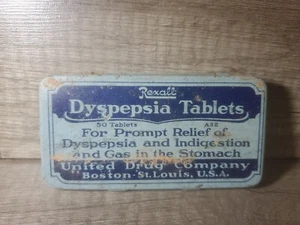 Rexall
Dyspepsia Tablets
50 Tablets A32
For Prompt Relief of
Dyspepsia and Indigestion
and Gas in the Stomach
United Drug Company
Boston - St. Louis, U.S.A.